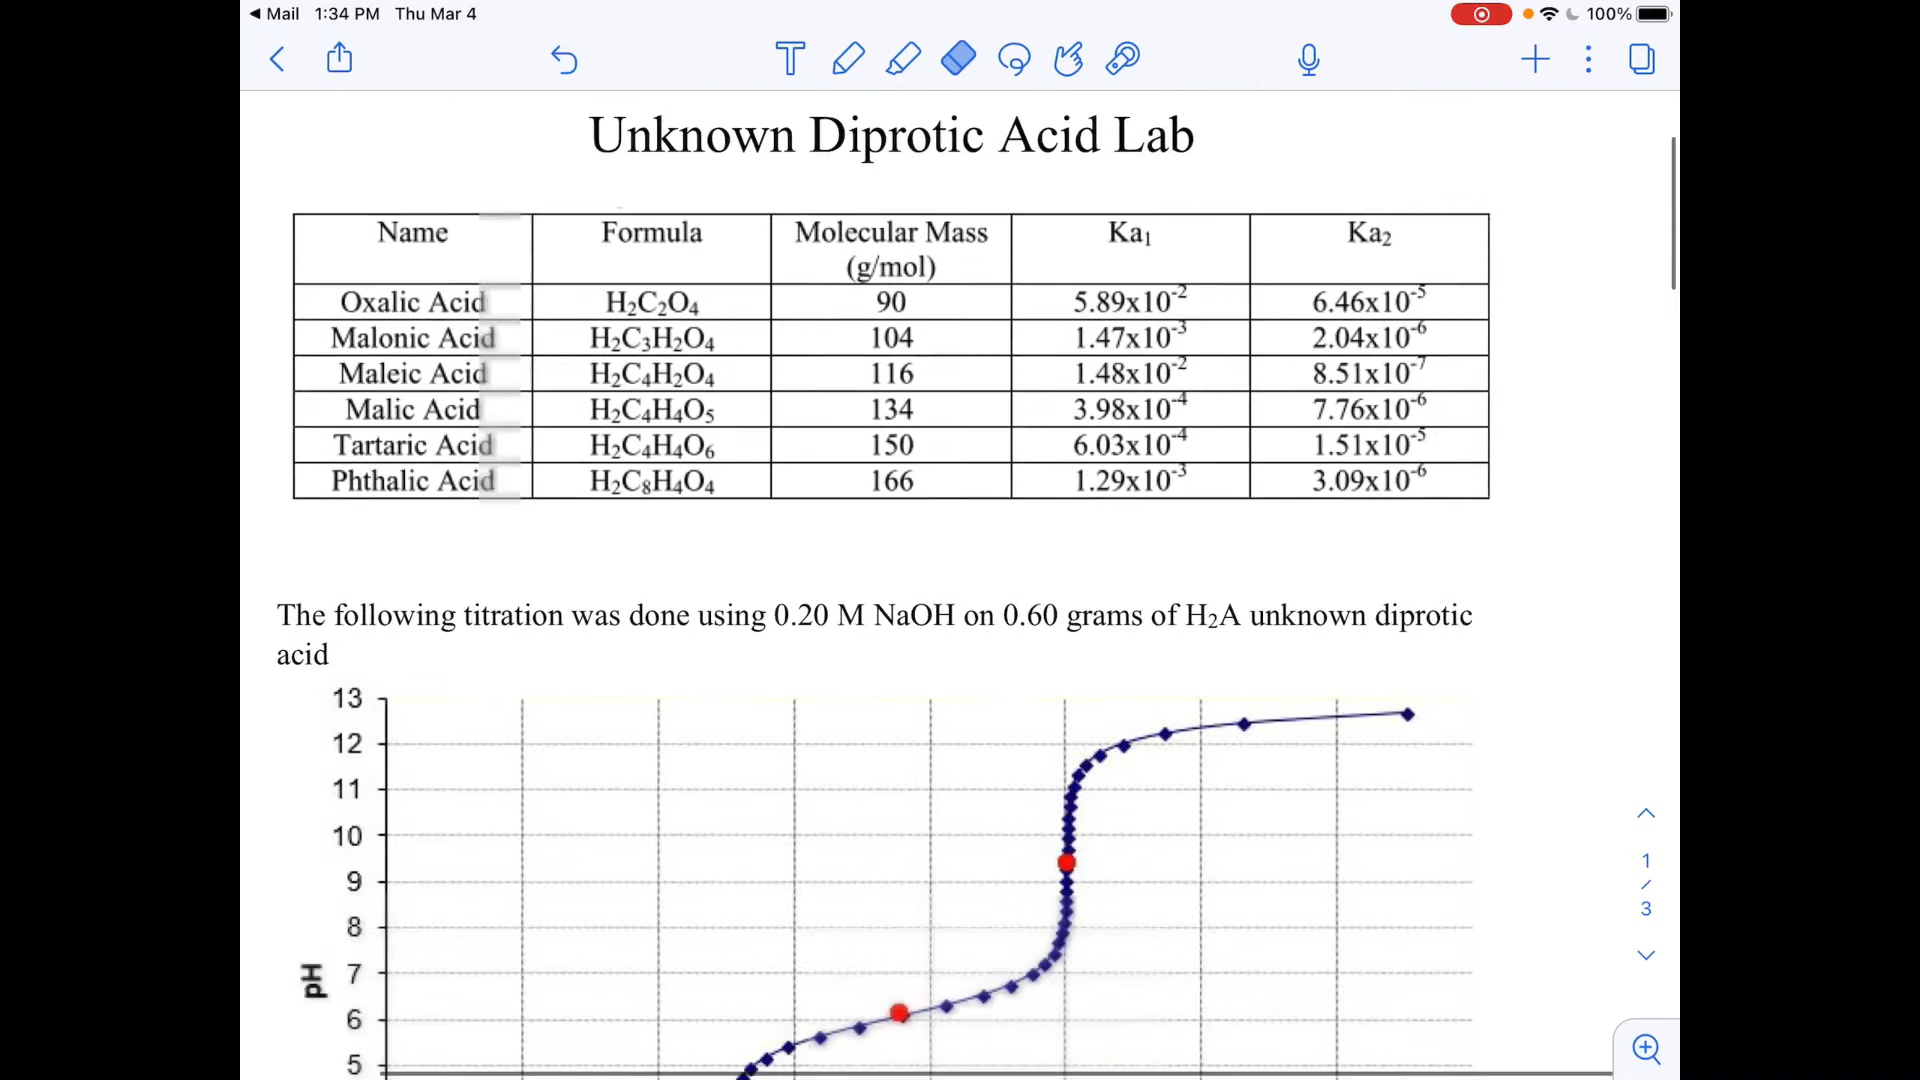 Mail 1:34 PM Thu Mar 4 100%
Unknown Diprotic Acid Lab
Name Formula Molecular Mass (g/mol) Ka₁ Ka₂
Oxalic Acid H₂C₂O₄ 90 5.89x10⁻² 6.46x10⁻⁵
Malonic Acid H₂C₃H₂O₄ 104 1.47x10⁻³ 2.04x10⁻⁶
Maleic Acid H₂C₄H₂O₄ 116 1.48x10⁻² 8.51x10⁻⁷
Malic Acid H₂C₄H₄O₅ 134 3.98x10⁻⁴ 7.76x10⁻⁶
Tartaric Acid H₂C₄H₄O₆ 150 6.03x10⁻⁴ 1.51x10⁻⁵
Phthalic Acid H₂C₈H₄O₄ 166 1.29x10⁻³ 3.09x10⁻⁶
The following titration was done using 0.20 M NaOH on 0.60 grams of H₂A unknown diprotic
acid
13
12
11
10
9
8
7
6
5
pH
1
/
3